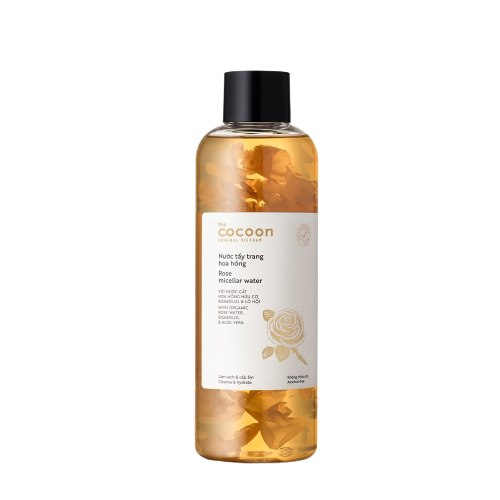 the
cocoon
ORIGINAL VIETNAM
Nước tẩy trang
hoa hồng
Rose
micellar water
VỚI NƯỚC CẤT
HOA HỒNG HỮU CƠ,
BISABOLOL & LÔ HỘI
WITH ORGANIC
ROSE WATER,
BISABOLOL
& ALOE VERA
Làm sạch & cấp ẩm
Cleanse & hydrate
Không
Alcohol-free